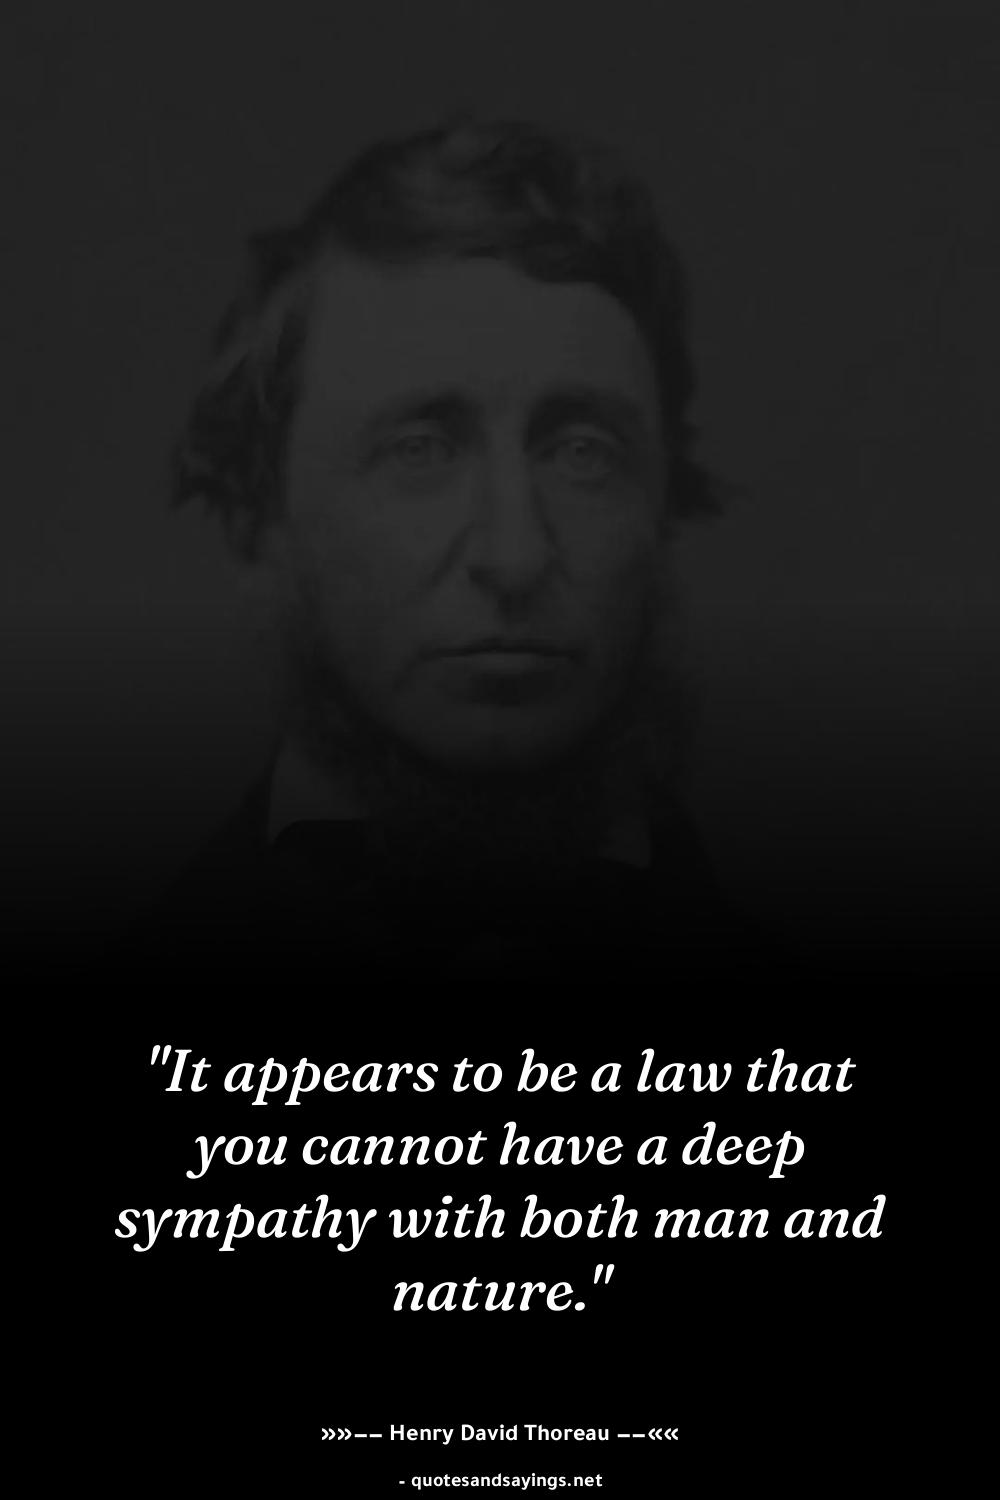 "It appears to be a law that
you cannot have a deep
sympathy with both man and
nature."
»»–– Henry David Thoreau ––««
- quotesandsayings.net